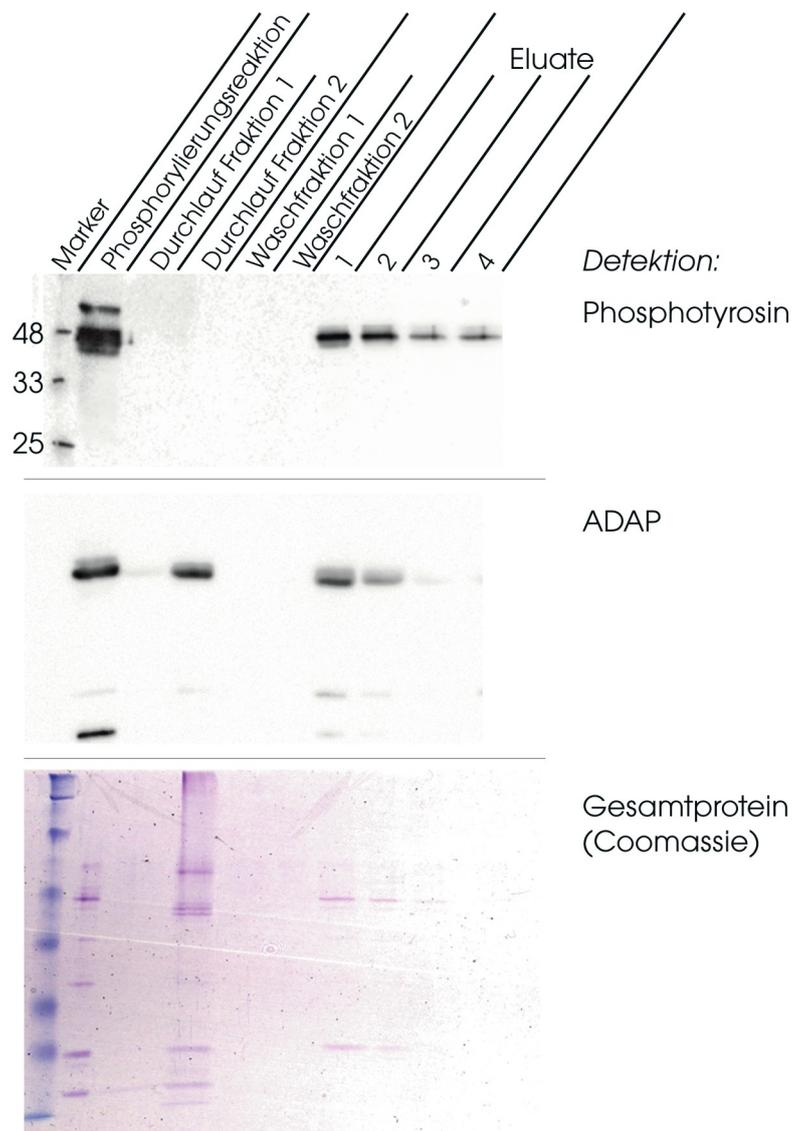 Marker
Phosphorylierungsreaktion
Durchlauf Fraktion 1
Durchlauf Fraktion 2
Waschfraktion 1
Waschfraktion 2
Eluate
1
2
3
4
Detektion:
Phosphotyrosin
48
33
25
ADAP
Gesamtprotein
(Coomassie)